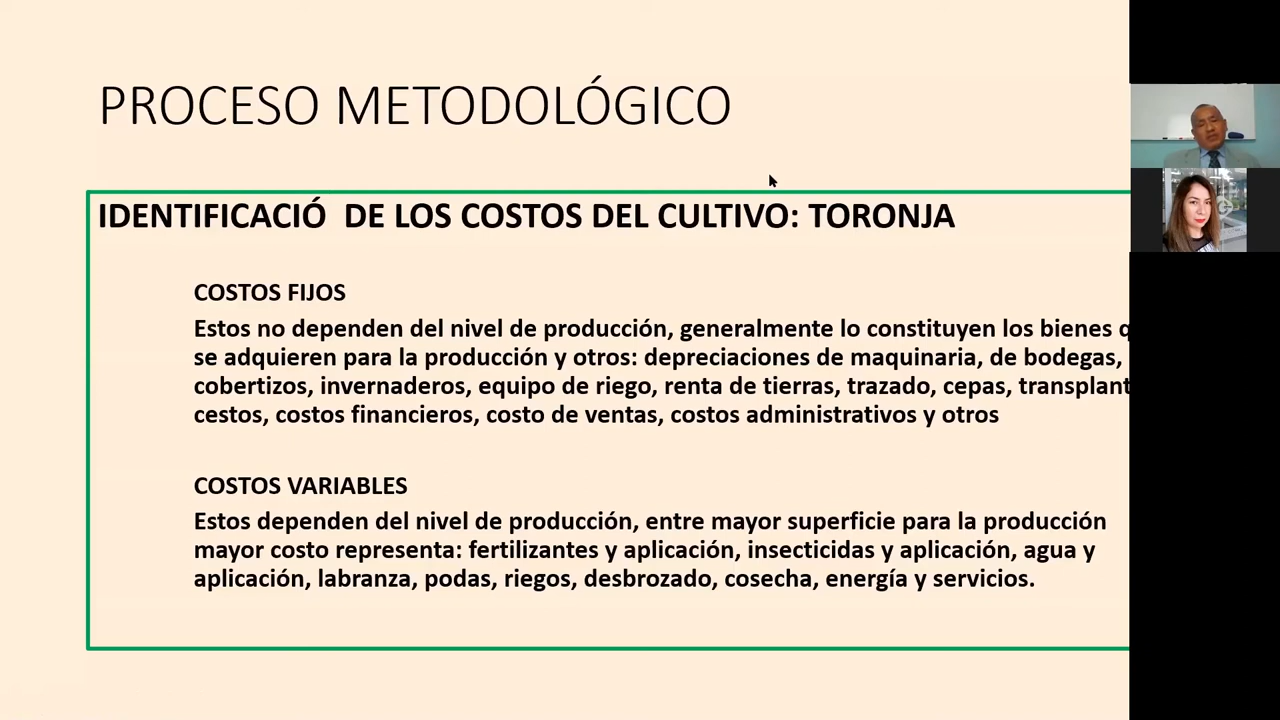 PROCESO METODOLÓGICO
IDENTIFICACIÓ DE LOS COSTOS DEL CULTIVO: TORONJA
COSTOS FIJOS
Estos no dependen del nivel de producción, generalmente lo constituyen los bienes
se adquieren para la producción y otros: depreciaciones de maquinaria, de bodegas,
cobertizos, invernaderos, equipo de riego, renta de tierras, trazado, cepas, transplant
cestos, costos financieros, costo de ventas, costos administrativos y otros
COSTOS VARIABLES
Estos dependen del nivel de producción, entre mayor superficie para la producción
mayor costo representa: fertilizantes y aplicación, insecticidas y aplicación, agua y
aplicación, labranza, podas, riegos, desbrozado, cosecha, energía y servicios.